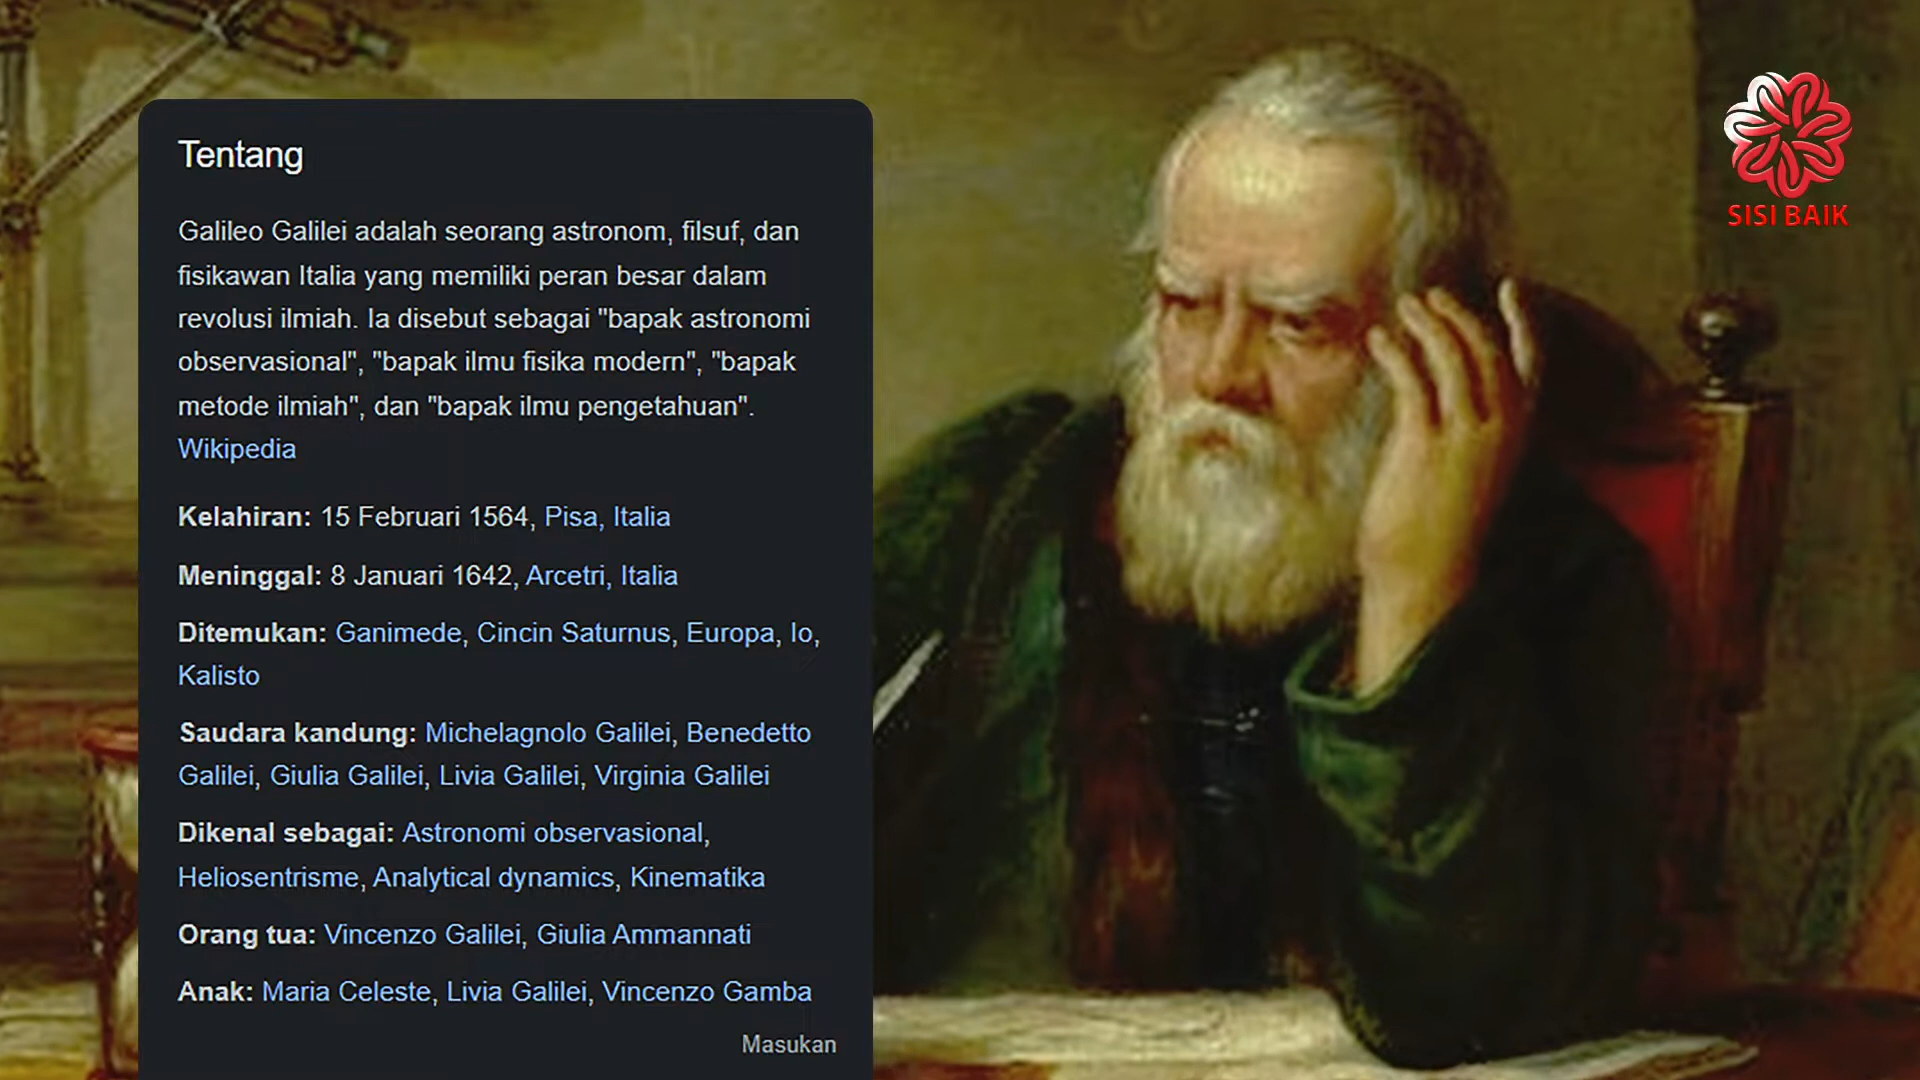 Tentang
Galileo Galilei adalah seorang astronom, filsuf, dan
fisikawan Italia yang memiliki peran besar dalam
revolusi ilmiah. Ia disebut sebagai "bapak astronomi
observasional", "bapak ilmu fisika modern", "bapak
metode ilmiah", dan "bapak ilmu pengetahuan".
Wikipedia
Kelahiran: 15 Februari 1564, Pisa, Italia
Meninggal: 8 Januari 1642, Arcetri, Italia
Ditemukan: Ganimede, Cincin Saturnus, Europa, Io,
Kalisto
Saudara kandung: Michelagnolo Galilei, Benedetto
Galilei, Giulia Galilei, Livia Galilei, Virginia Galilei
Dikenal sebagai: Astronomi observasional,
Heliosentrisme, Analytical dynamics, Kinematika
Orang tua: Vincenzo Galilei, Giulia Ammannati
Anak: Maria Celeste, Livia Galilei, Vincenzo Gamba
Masukan
SISI BAIK